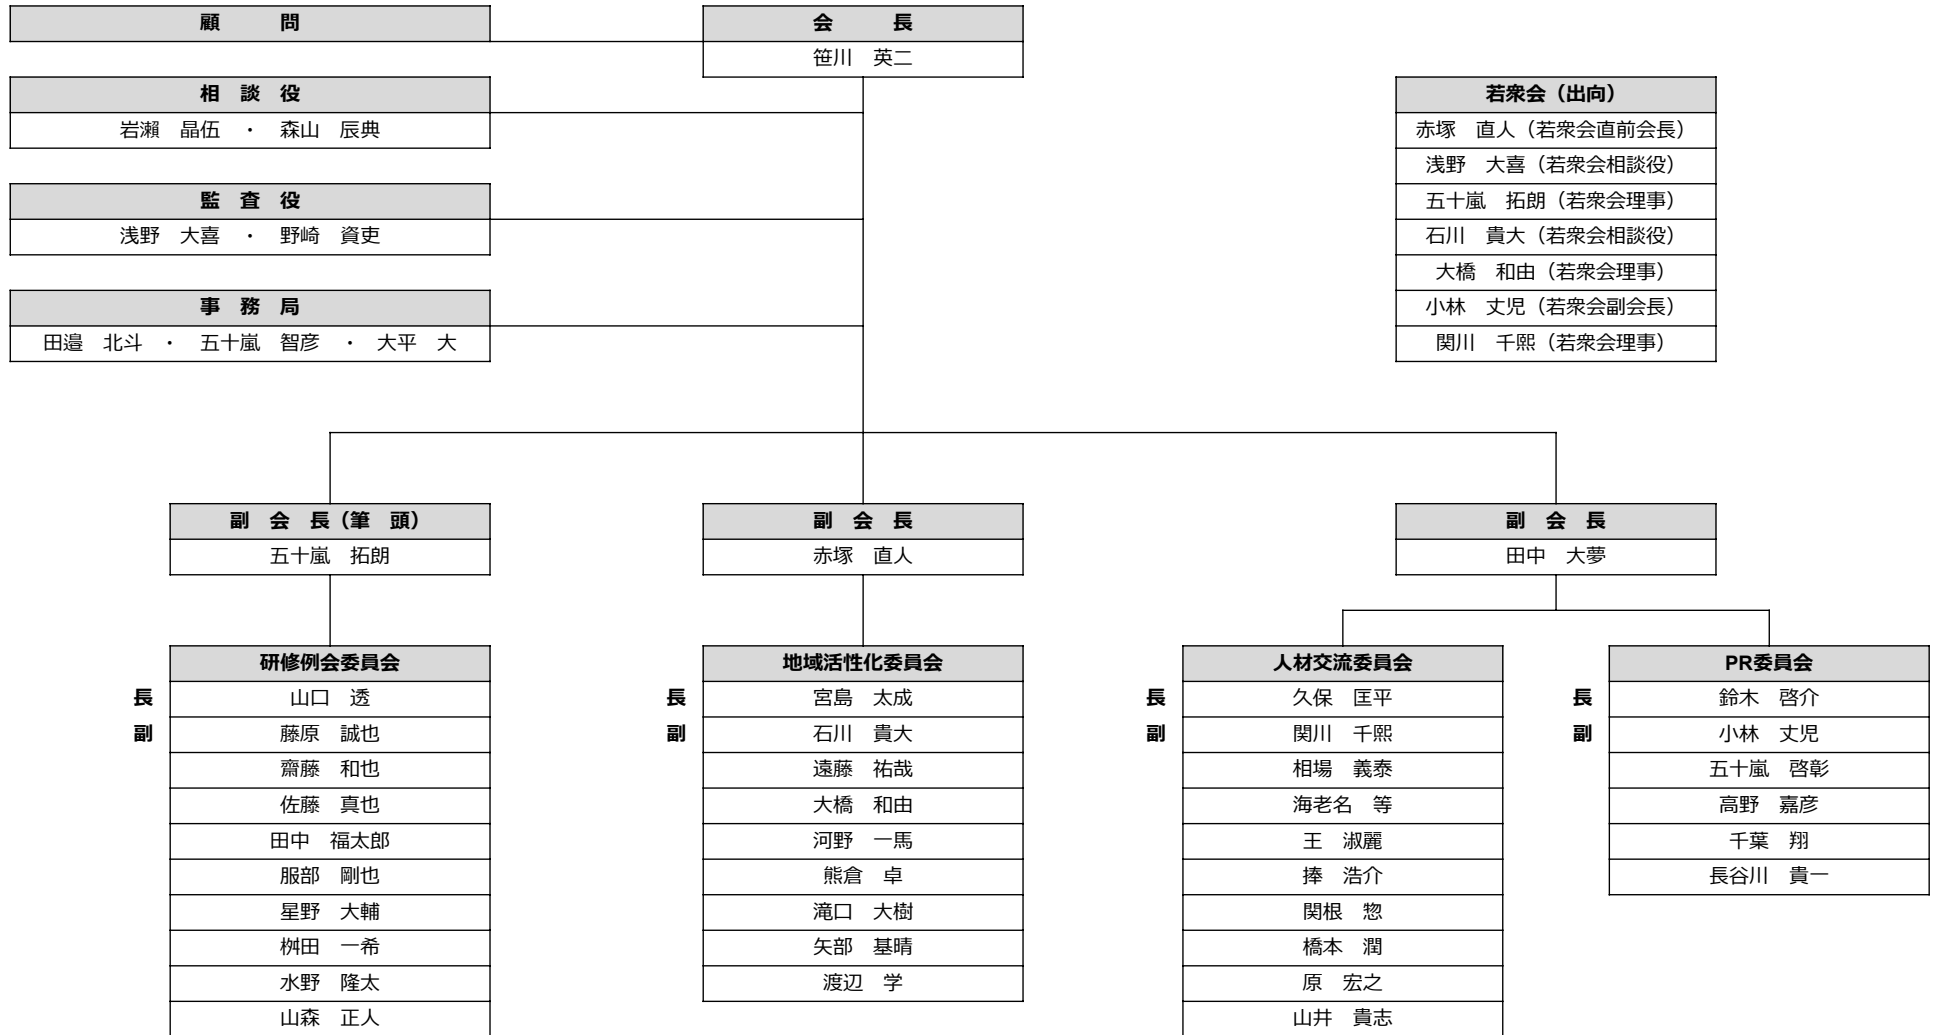 顧　　　問
会　　　長
笹川　英二
相　談　役
岩瀬　晶伍　・　森山　辰典
監　査　役
浅野　大喜　・　野崎　資吏
事　務　局
田邉　北斗　・　五十嵐　智彦　・　大平　大
若衆会（出向）
赤塚　直人（若衆会直前会長）
浅野　大喜（若衆会相談役）
五十嵐　拓朗（若衆会理事）
石川　貴大（若衆会相談役）
大橋　和由（若衆会理事）
小林　丈児（若衆会副会長）
関川　千熙（若衆会理事）
副　会　長（筆　頭）
五十嵐　拓朗
副　会　長
赤塚　直人
副　会　長
田中　大夢
研修例会委員会
長　山口　透
副　藤原　誠也
齋藤　和也
佐藤　真也
田中　福太郎
服部　剛也
星野　大輔
桝田　一希
水野　隆太
山森　正人
地域活性化委員会
長　宮島　太成
副　石川　貴大
遠藤　祐哉
大橋　和由
河野　一馬
熊倉　卓
滝口　大樹
矢部　基晴
渡辺　学
人材交流委員会
長　久保　匡平
副　関川　千熙
相場　義泰
海老名　等
王　淑麗
捧　浩介
関根　惣
橋本　潤
原　宏之
山井　貴志
PR委員会
長　鈴木　啓介
副　小林　丈児
五十嵐　啓彰
高野　嘉彦
千葉　翔
長谷川　貴一